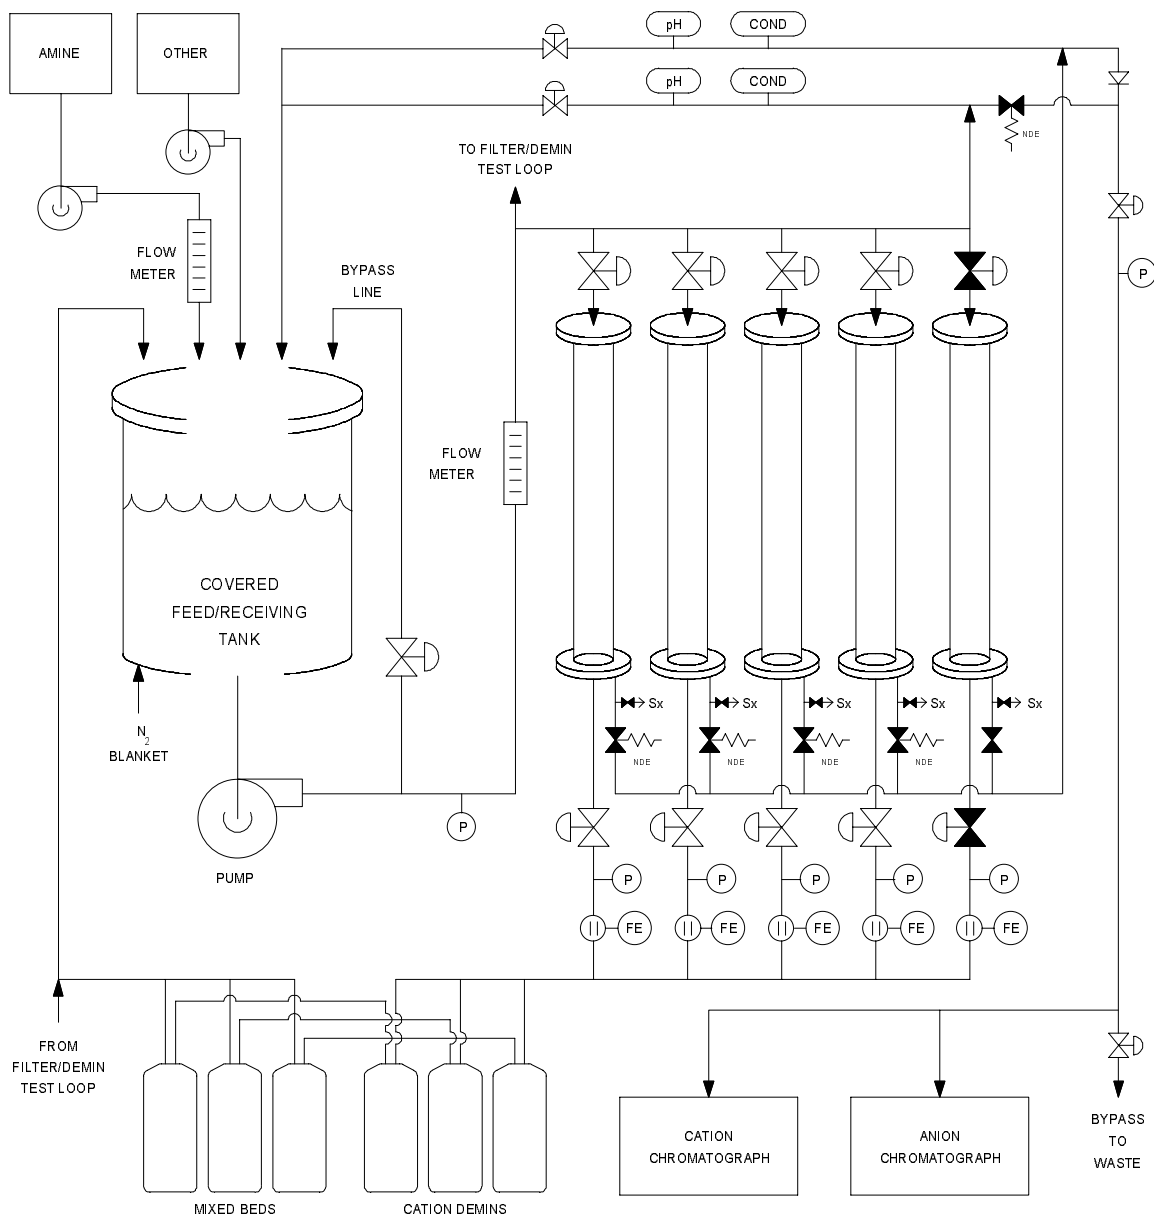 AMINE
OTHER
pH
COND
pH
COND
NDE
TO FILTER/DEMIN
TEST LOOP
FLOW
METER
BYPASS
LINE
P
FLOW
METER
COVERED
FEED/RECEIVING
TANK
N2
BLANKET
Sx
Sx
Sx
Sx
Sx
NDE
NDE
NDE
NDE
P
PUMP
P
P
P
P
P
FE
FE
FE
FE
FE
FROM
FILTER/DEMIN
TEST LOOP
MIXED BEDS
CATION DEMINS
CATION
CHROMATOGRAPH
ANION
CHROMATOGRAPH
BYPASS
TO
WASTE